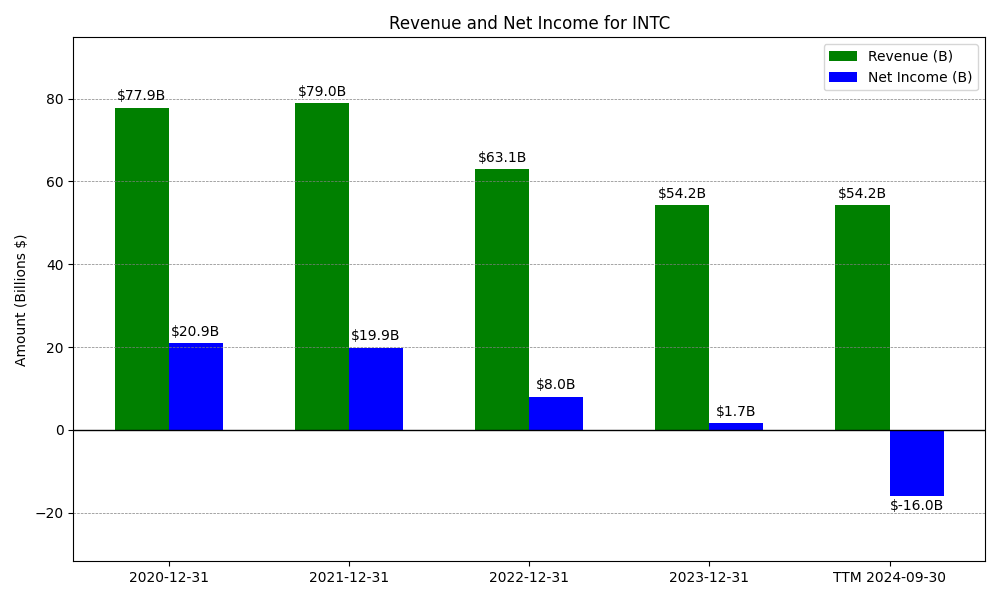 Revenue and Net Income for INTC
Revenue (B)
Net Income (B)
Amount (Billions $)
80
60
40
20
0
−20
$77.9B
$79.0B
$63.1B
$54.2B
$54.2B
$20.9B
$19.9B
$8.0B
$1.7B
$-16.0B
2020-12-31
2021-12-31
2022-12-31
2023-12-31
TTM 2024-09-30